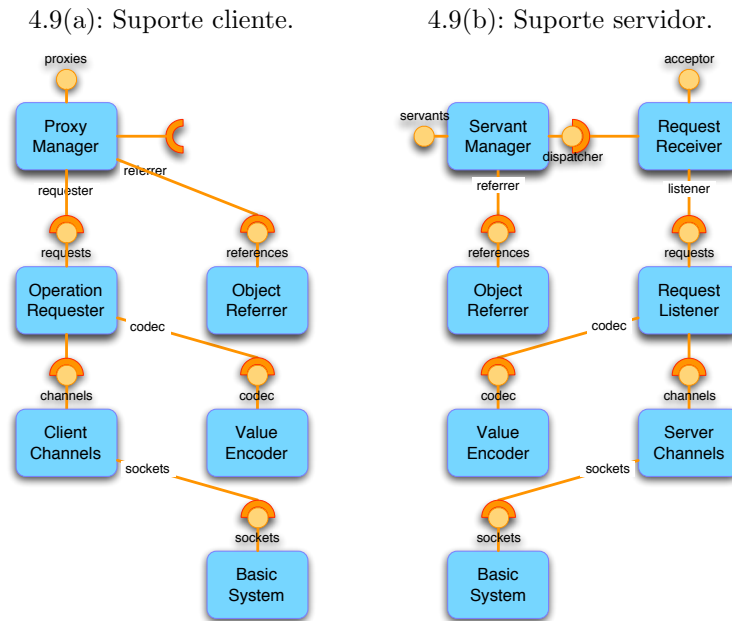 4.9(a): Suporte cliente.
proxies
Proxy
Manager
referrer
requester
requests
references
Operation
Requester
Object
Referrer
codec
channels
codec
Client
Channels
Value
Encoder
sockets
sockets
Basic
System
4.9(b): Suporte servidor.
acceptor
servants
Servant
Manager
dispatcher
Request
Receiver
referrer
listener
references
requests
Object
Referrer
Request
Listener
codec
codec
channels
Value
Encoder
Server
Channels
sockets
sockets
Basic
System